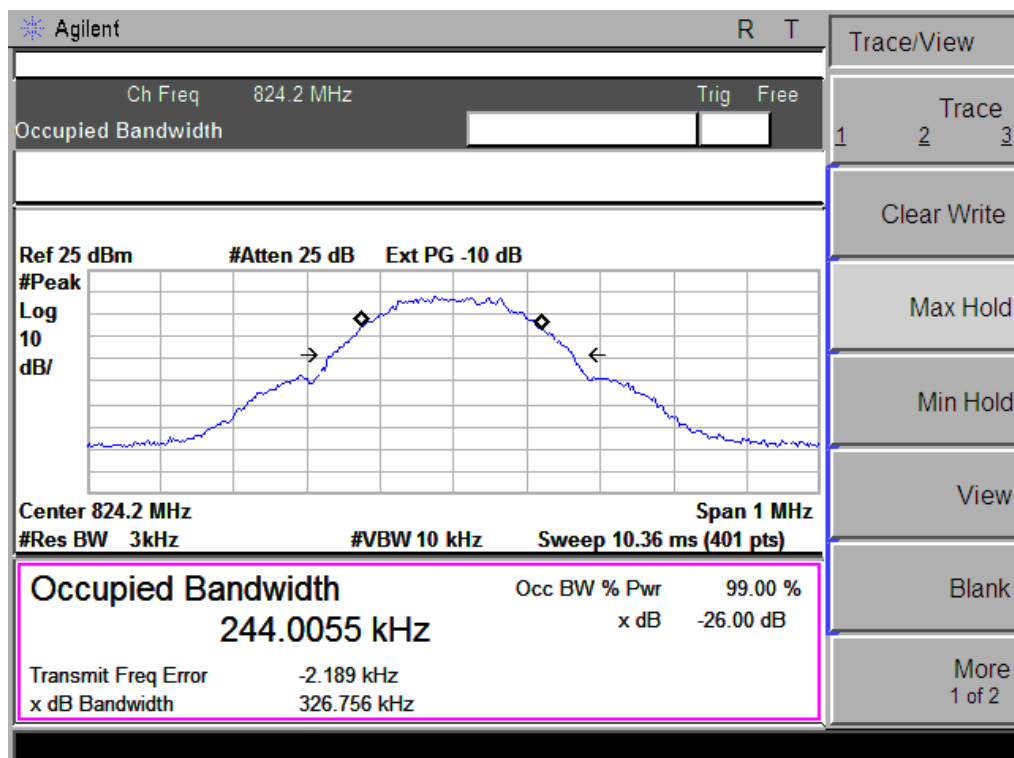 Agilent R T
Trace/View
Ch Freq 824.2 MHz Trig Free
Occupied Bandwidth
Trace
1 2 3
Clear Write
Max Hold
Min Hold
View
Blank
More
1 of 2
Ref 25 dBm #Atten 25 dB Ext PG -10 dB
#Peak
Log
10
dB/
Center 824.2 MHz Span 1 MHz
#Res BW 3kHz #VBW 10 kHz Sweep 10.36 ms (401 pts)
Occupied Bandwidth Occ BW % Pwr 99.00 %
244.0055 kHz x dB -26.00 dB
Transmit Freq Error -2.189 kHz
x dB Bandwidth 326.756 kHz